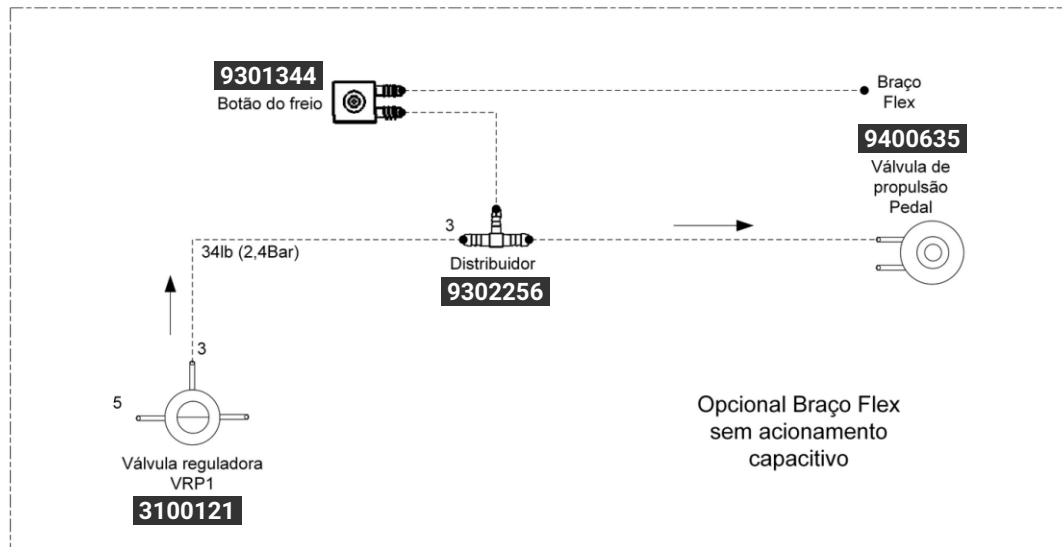 9301344
Botão do freio
Braço
Flex
9400635
Válvula de
propulsão
Pedal
3
34lb (2,4Bar)
Distribuidor
9302256
3
5
Válvula reguladora
VRP1
3100121
Opcional Braço Flex
sem acionamento
capacitivo